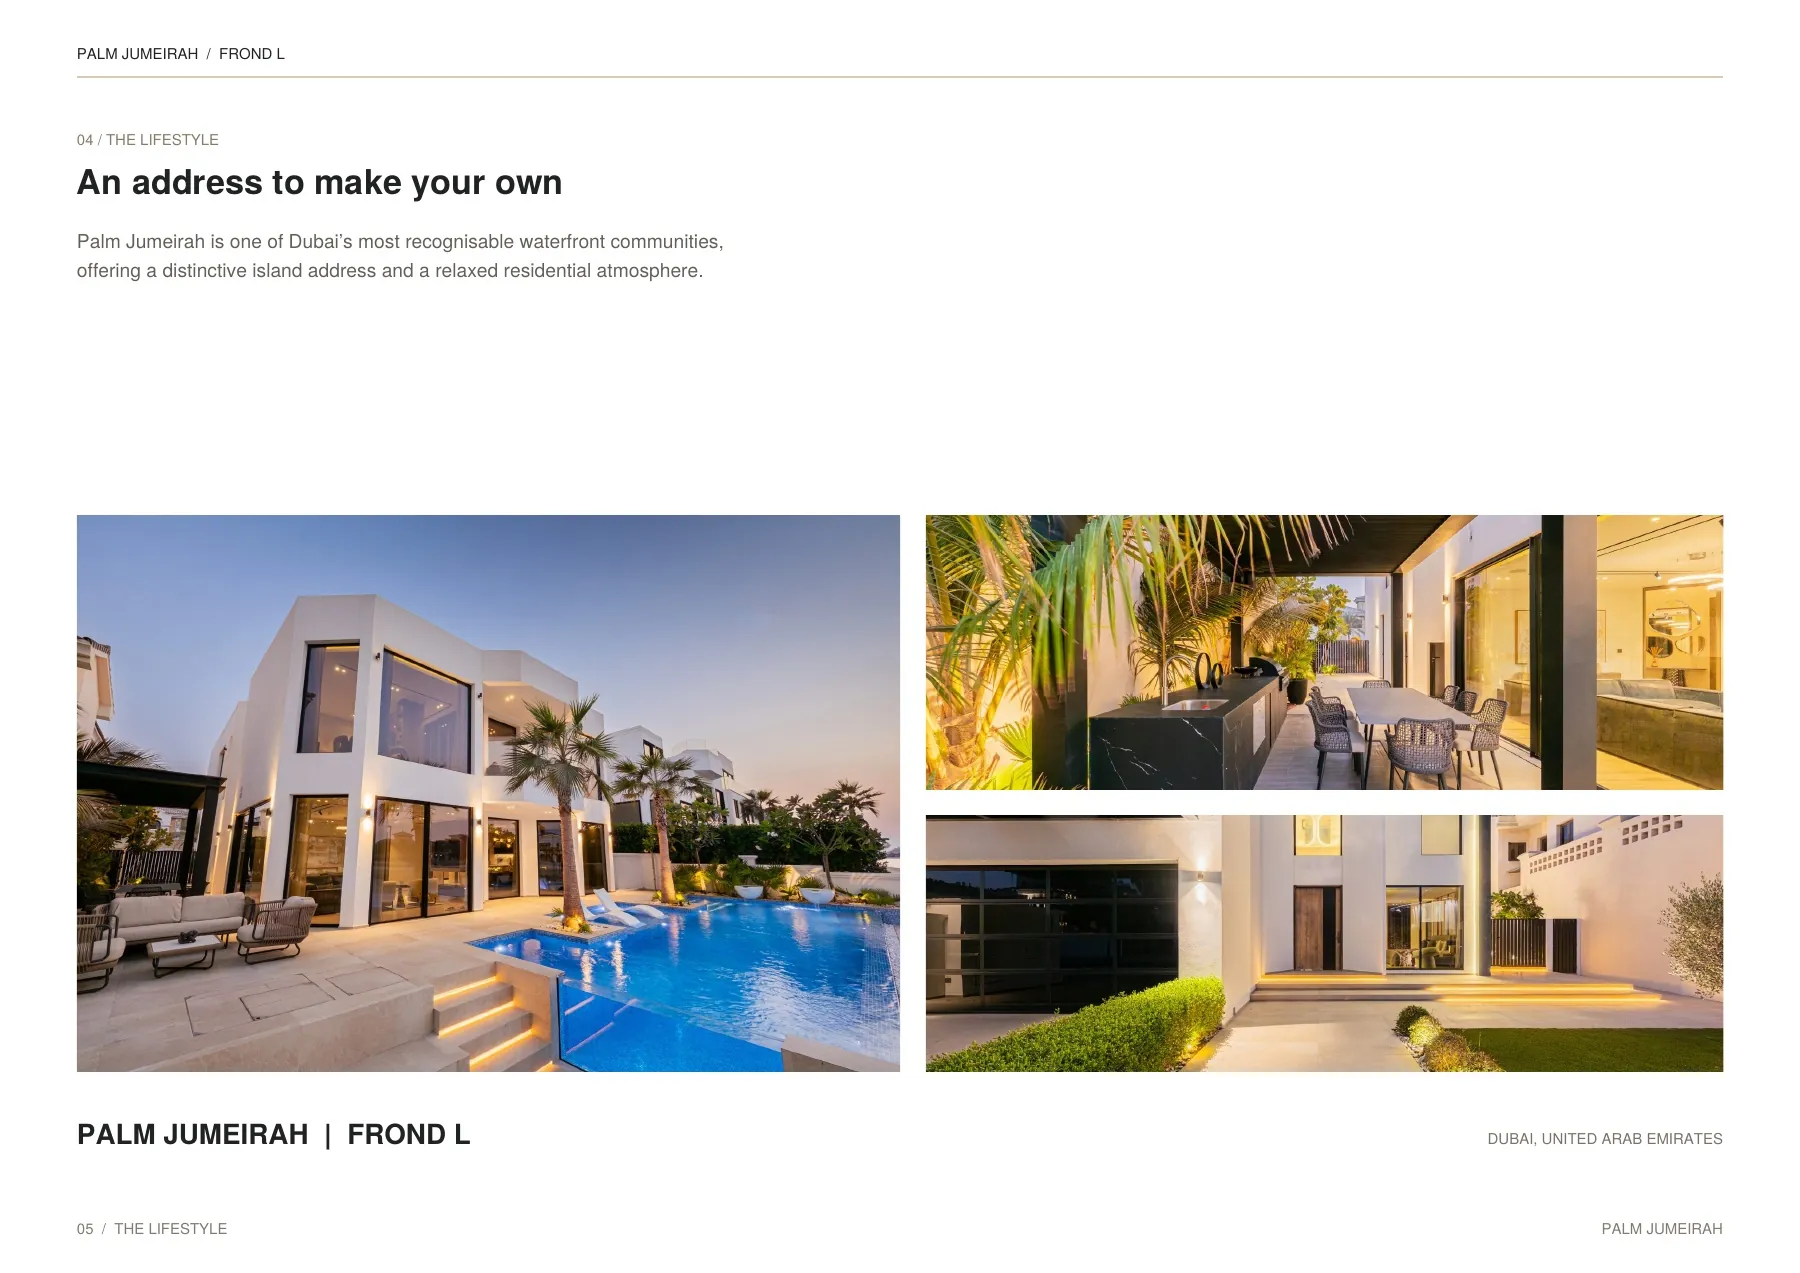 PALM JUMEIRAH / FROND L
04 / THE LIFESTYLE
An address to make your own
Palm Jumeirah is one of Dubai’s most recognisable waterfront communities,
offering a distinctive island address and a relaxed residential atmosphere.
PALM JUMEIRAH | FROND L
DUBAI, UNITED ARAB EMIRATES
05 / THE LIFESTYLE
PALM JUMEIRAH